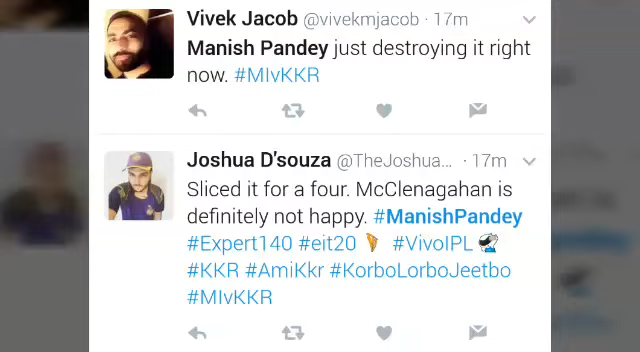 Vivek Jacob @vivekmjacob · 17m
Manish Pandey just destroying it right
now. #MIvKKR
Joshua D'souza @TheJoshua... · 17m
Sliced it for a four. McClenagahan is
definitely not happy. #ManishPandey
#Expert140 #eit20 #VivoIPL
#KKR #AmiKkr #KorboLorboJeetbo
#MIvKKR